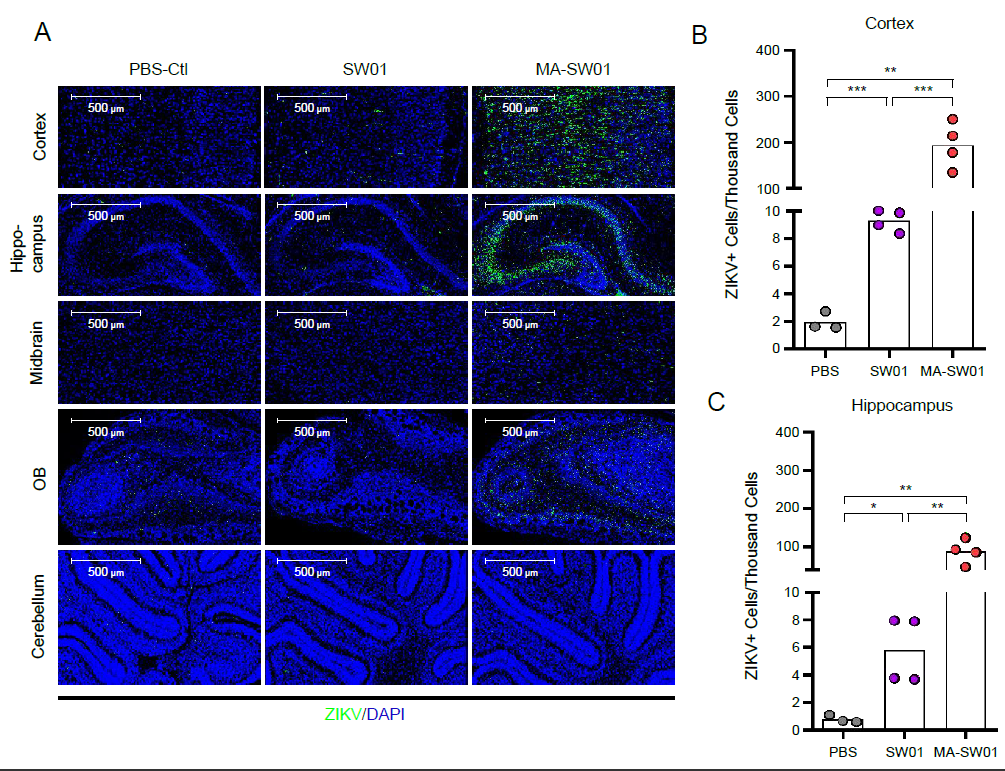 A
PBS-Ctl
SW01
MA-SW01
Cortex
500 µm
500 µm
500 µm
Hippo-
campus
500 µm
500 µm
500 µm
Midbrain
500 µm
500 µm
500 µm
OB
500 µm
500 µm
500 µm
Cerebellum
500 µm
500 µm
500 µm
ZIKV/DAPI
B
Cortex
ZIKV+ Cells/Thousand Cells
400
300
200
100
10
8
6
4
2
0
**
***
***
PBS
SW01
MA-SW01
C
Hippocampus
ZIKV+ Cells/Thousand Cells
400
300
200
100
10
8
6
4
2
0
**
*
**
PBS
SW01
MA-SW01